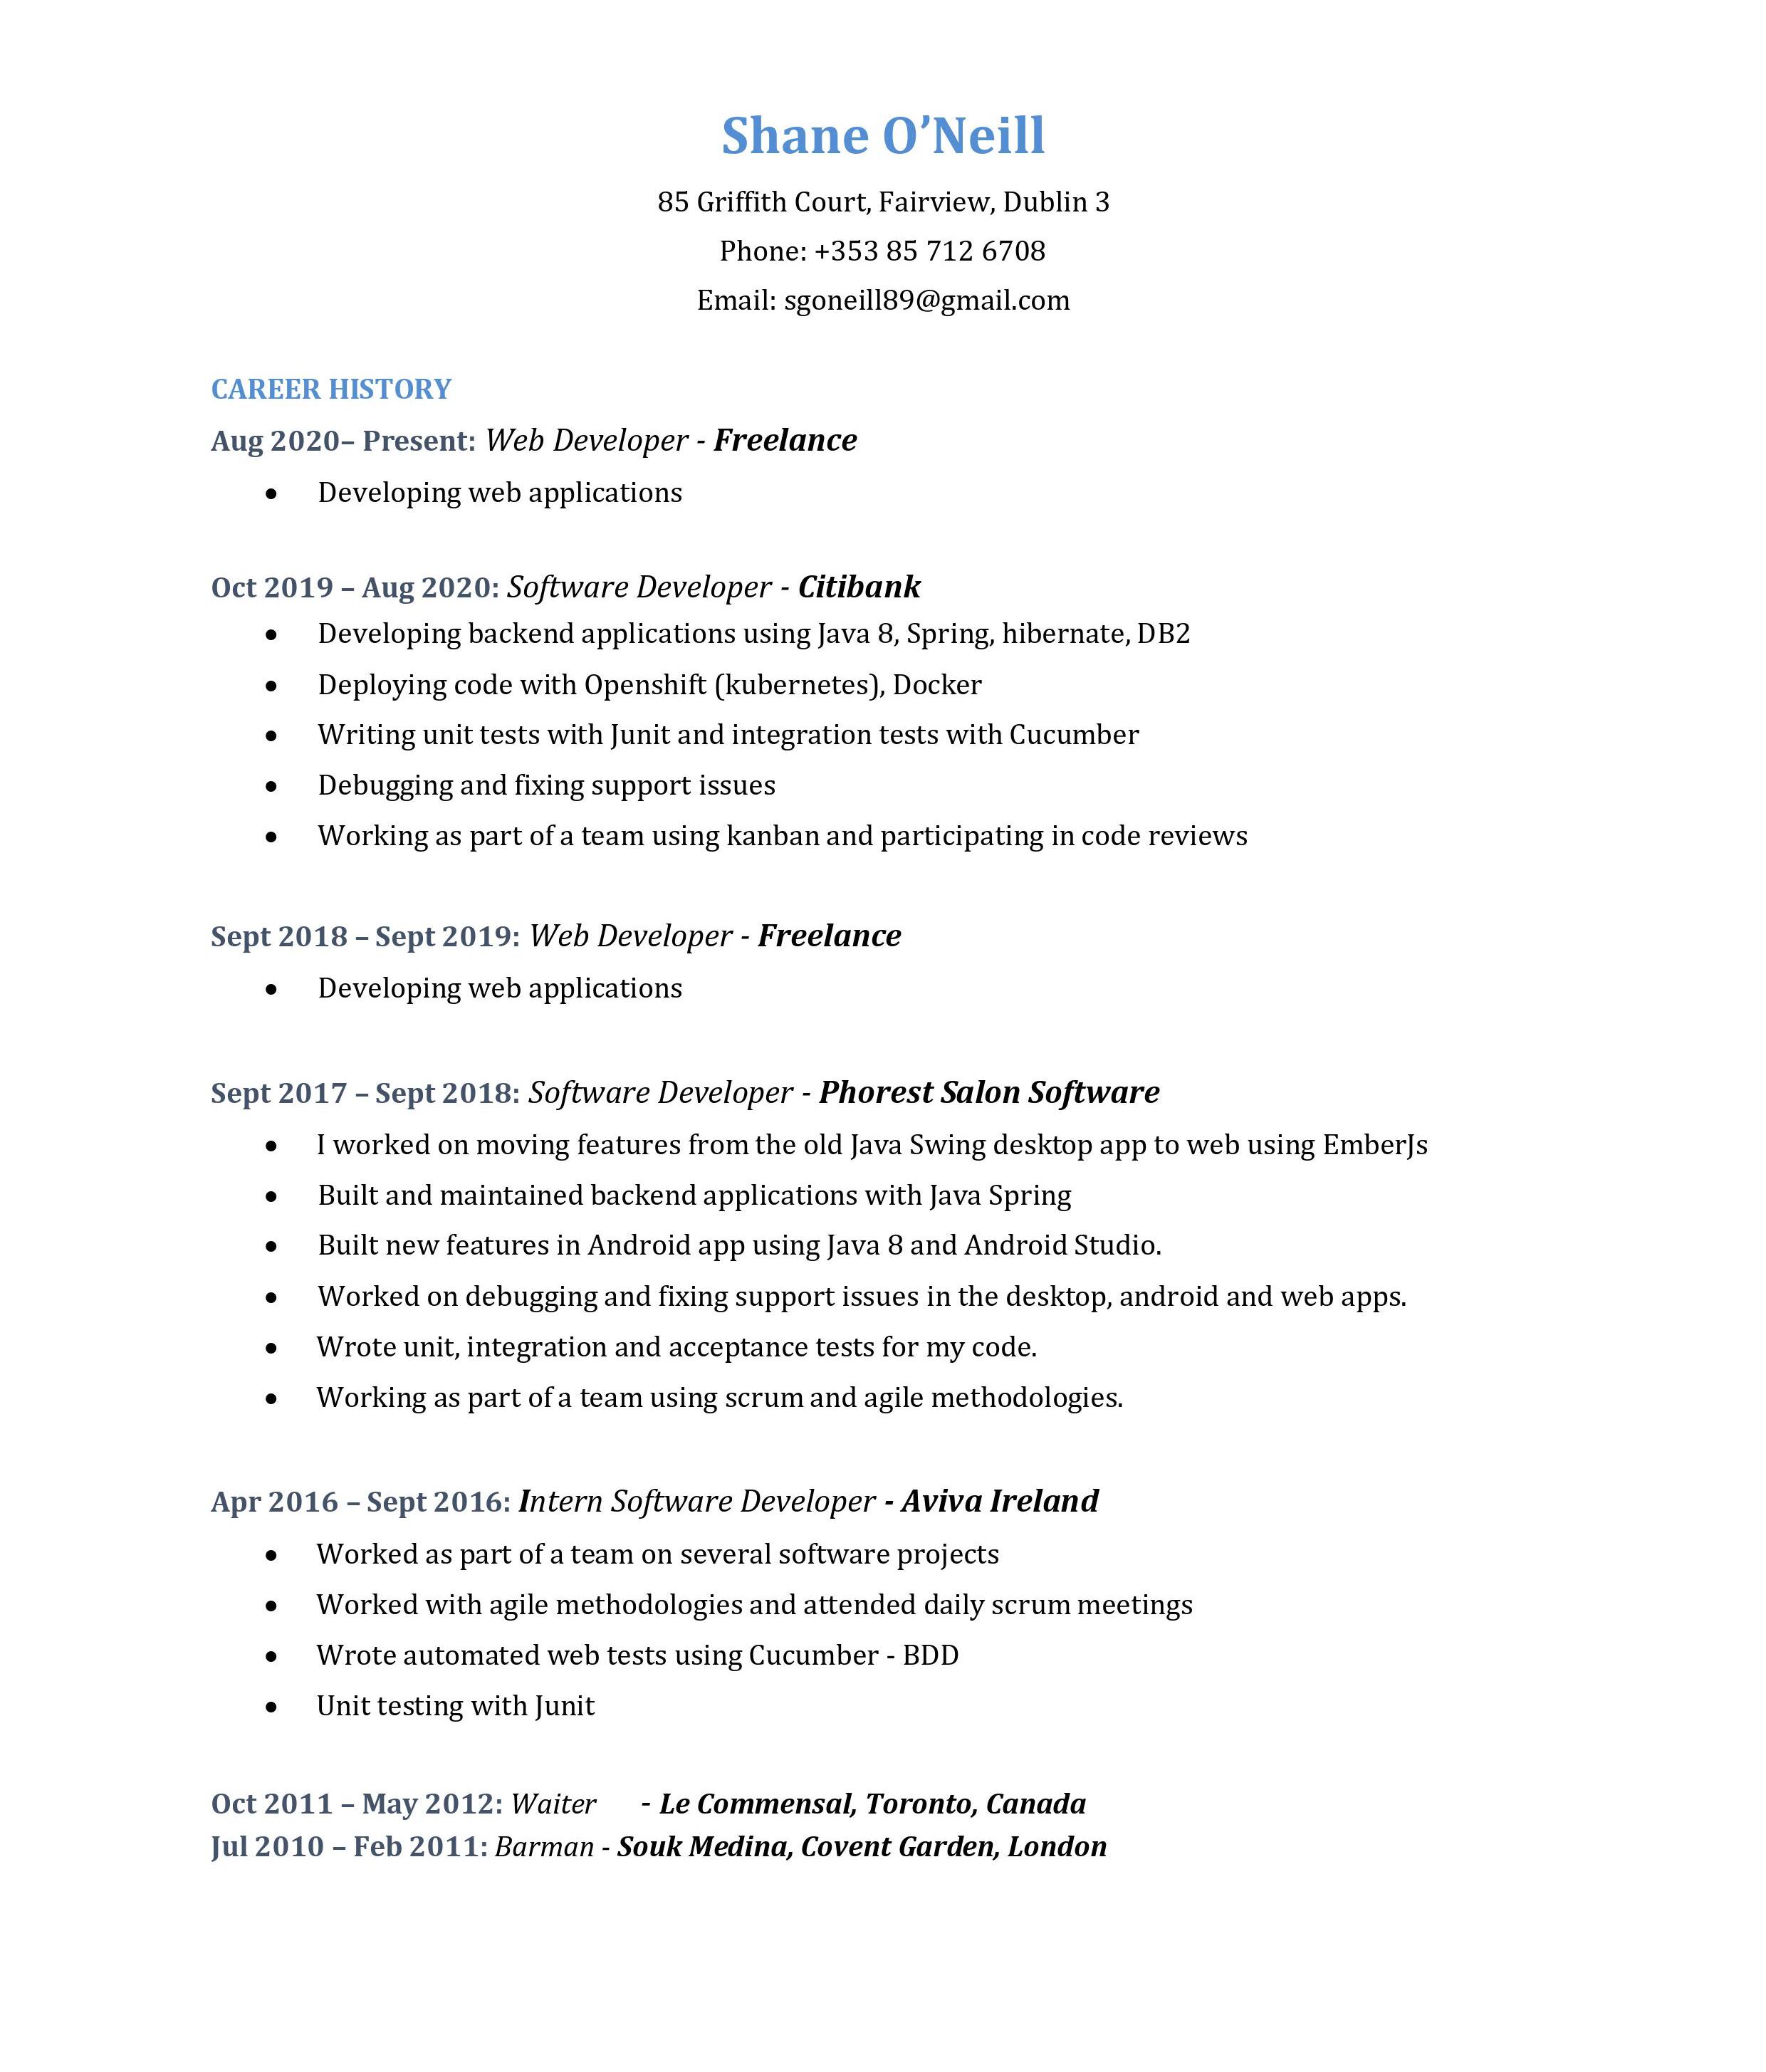 Shane O’Neill
85 Griffith Court, Fairview, Dublin 3
Phone: +353 85 712 6708
Email: sgoneill89@gmail.com
CAREER HISTORY
Aug 2020– Present: Web Developer - Freelance
• Developing web applications
Oct 2019 – Aug 2020: Software Developer - Citibank
• Developing backend applications using Java 8, Spring, hibernate, DB2
• Deploying code with Openshift (kubernetes), Docker
• Writing unit tests with Junit and integration tests with Cucumber
• Debugging and fixing support issues
• Working as part of a team using kanban and participating in code reviews
Sept 2018 – Sept 2019: Web Developer - Freelance
• Developing web applications
Sept 2017 – Sept 2018: Software Developer - Phorest Salon Software
• I worked on moving features from the old Java Swing desktop app to web using EmberJs
• Built and maintained backend applications with Java Spring
• Built new features in Android app using Java 8 and Android Studio.
• Worked on debugging and fixing support issues in the desktop, android and web apps.
• Wrote unit, integration and acceptance tests for my code.
• Working as part of a team using scrum and agile methodologies.
Apr 2016 – Sept 2016: Intern Software Developer - Aviva Ireland
• Worked as part of a team on several software projects
• Worked with agile methodologies and attended daily scrum meetings
• Wrote automated web tests using Cucumber - BDD
• Unit testing with Junit
Oct 2011 – May 2012: Waiter - Le Commensal, Toronto, Canada
Jul 2010 – Feb 2011: Barman - Souk Medina, Covent Garden, London